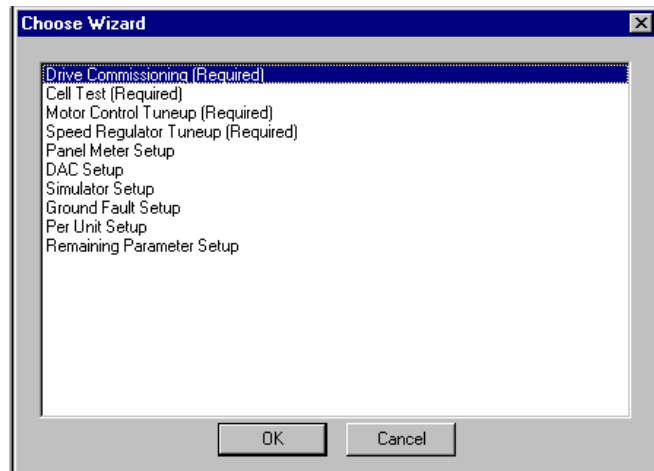 Choose Wizard
Drive Commissioning (Required)
Cell Test (Required)
Motor Control Tuneup (Required)
Speed Regulator Tuneup (Required)
Panel Meter Setup
DAC Setup
Simulator Setup
Ground Fault Setup
Per Unit Setup
Remaining Parameter Setup
OK Cancel